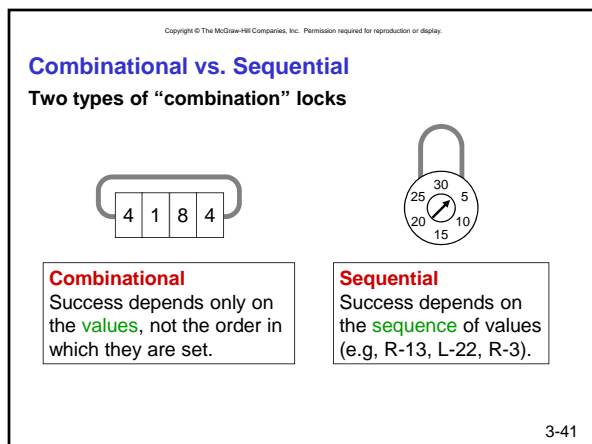 Copyright © The McGraw-Hill Companies, Inc. Permission required for reproduction or display.
Combinational vs. Sequential
Two types of “combination” locks
4 1 8 4
30
25 5
20 10
15
Combinational
Success depends only on
the values, not the order in
which they are set.
Sequential
Success depends on
the sequence of values
(e.g, R-13, L-22, R-3).
3-41